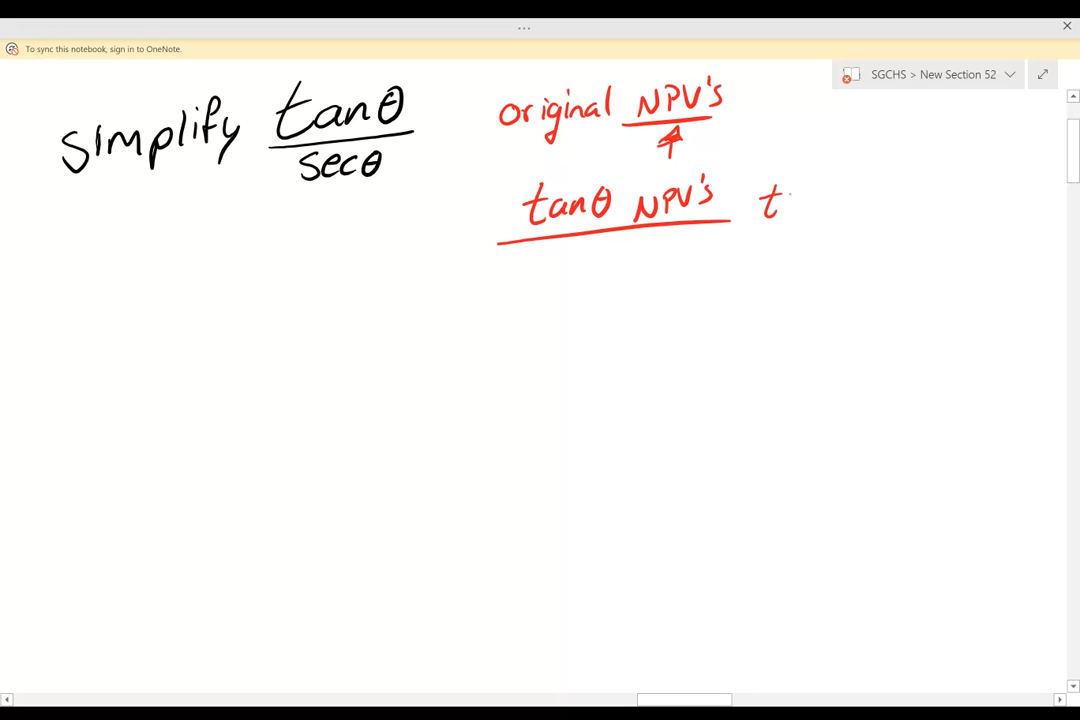 To sync this notebook, sign in to OneNote.
SGCHS > New Section 52
simplify tanθ
secθ
original NPV's
tanθ NPV's t